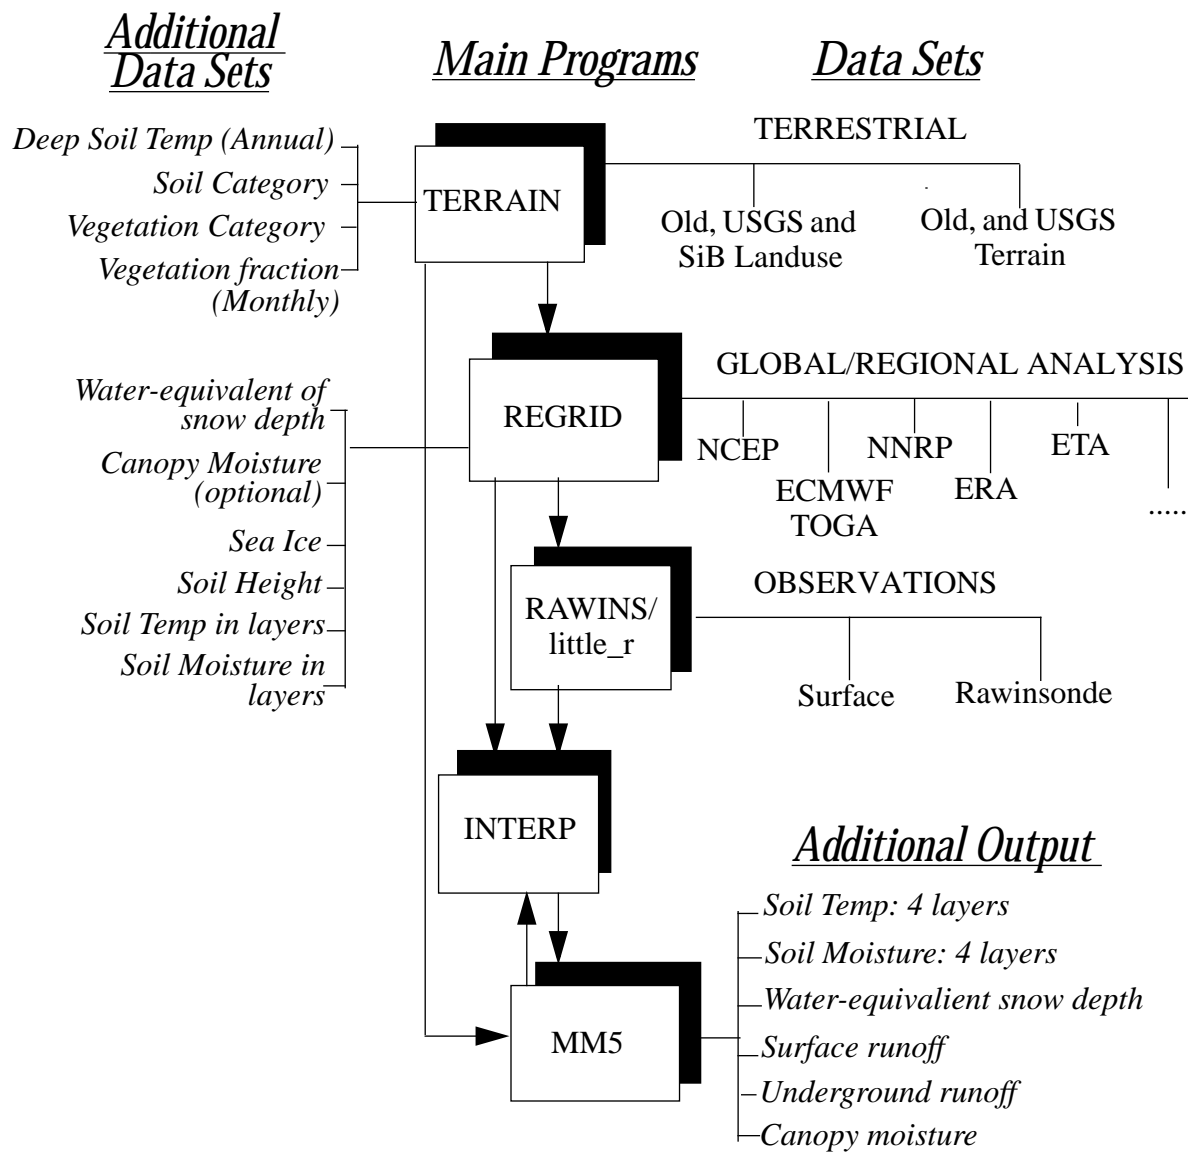 Additional
Data Sets
Main Programs
Data Sets
Deep Soil Temp (Annual)
Soil Category
Vegetation Category
Vegetation fraction
(Monthly)
TERRAIN
TERRESTRIAL
Old, USGS and
SiB Landuse
Old, and USGS
Terrain
Water-equivalent of
snow depth
Canopy Moisture
(optional)
Sea Ice
Soil Height
Soil Temp in layers
Soil Moisture in
layers
REGRID
GLOBAL/REGIONAL ANALYSIS
NCEP
ECMWF
TOGA
NNRP
ERA
ETA
.....
RAWINS/
little_r
OBSERVATIONS
Surface
Rawinsonde
INTERP
MM5
Additional Output
Soil Temp: 4 layers
Soil Moisture: 4 layers
Water-equivalient snow depth
Surface runoff
Underground runoff
Canopy moisture